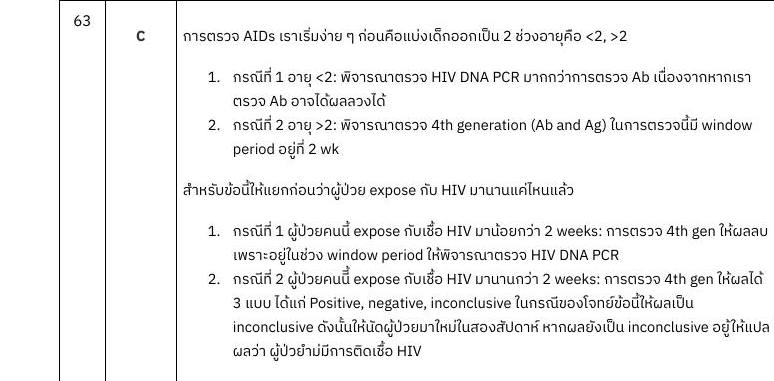 63
C
การตรวจ AIDs เราเริ่มง่าย ๆ ก่อนคือแบ่งเด็กออกเป็น 2 ช่วงอายุคือ <2, >2
1. กรณีที่ 1 อายุ <2: พิจารณาตรวจ HIV DNA PCR มากกว่าการตรวจ Ab เนื่องจากหากเรา
ตรวจ Ab อาจได้ผลลวงได้
2. กรณีที่ 2 อายุ >2: พิจารณาตรวจ 4th generation (Ab and Ag) ในการตรวจนี้มี window
period อยู่ที่ 2 wk
สำหรับข้อนี้ให้แยกก่อนว่าผู้ป่วย expose กับ HIV มานานแค่ไหนแล้ว
1. กรณีที่ 1 ผู้ป่วยคนนี้ expose กับเชื้อ HIV มาน้อยกว่า 2 weeks: การตรวจ 4th gen ให้ผลลบ
เพราะอยู่ในช่วง window period ให้พิจารณาตรวจ HIV DNA PCR
2. กรณีที่ 2 ผู้ป่วยคนนี้ expose กับเชื้อ HIV มานานกว่า 2 weeks: การตรวจ 4th gen ให้ผลได้
3 แบบ ได้แก่ Positive, negative, inconclusive ในกรณีของโจทย์ข้อนี้ให้ผลเป็น
inconclusive ดังนั้นให้นัดผู้ป่วยมาใหม่ในสองสัปดาห์ หากผลยังเป็น inconclusive อยู่ให้แปล
ผลว่า ผู้ป่วยำม่มีการติดเชื้อ HIV